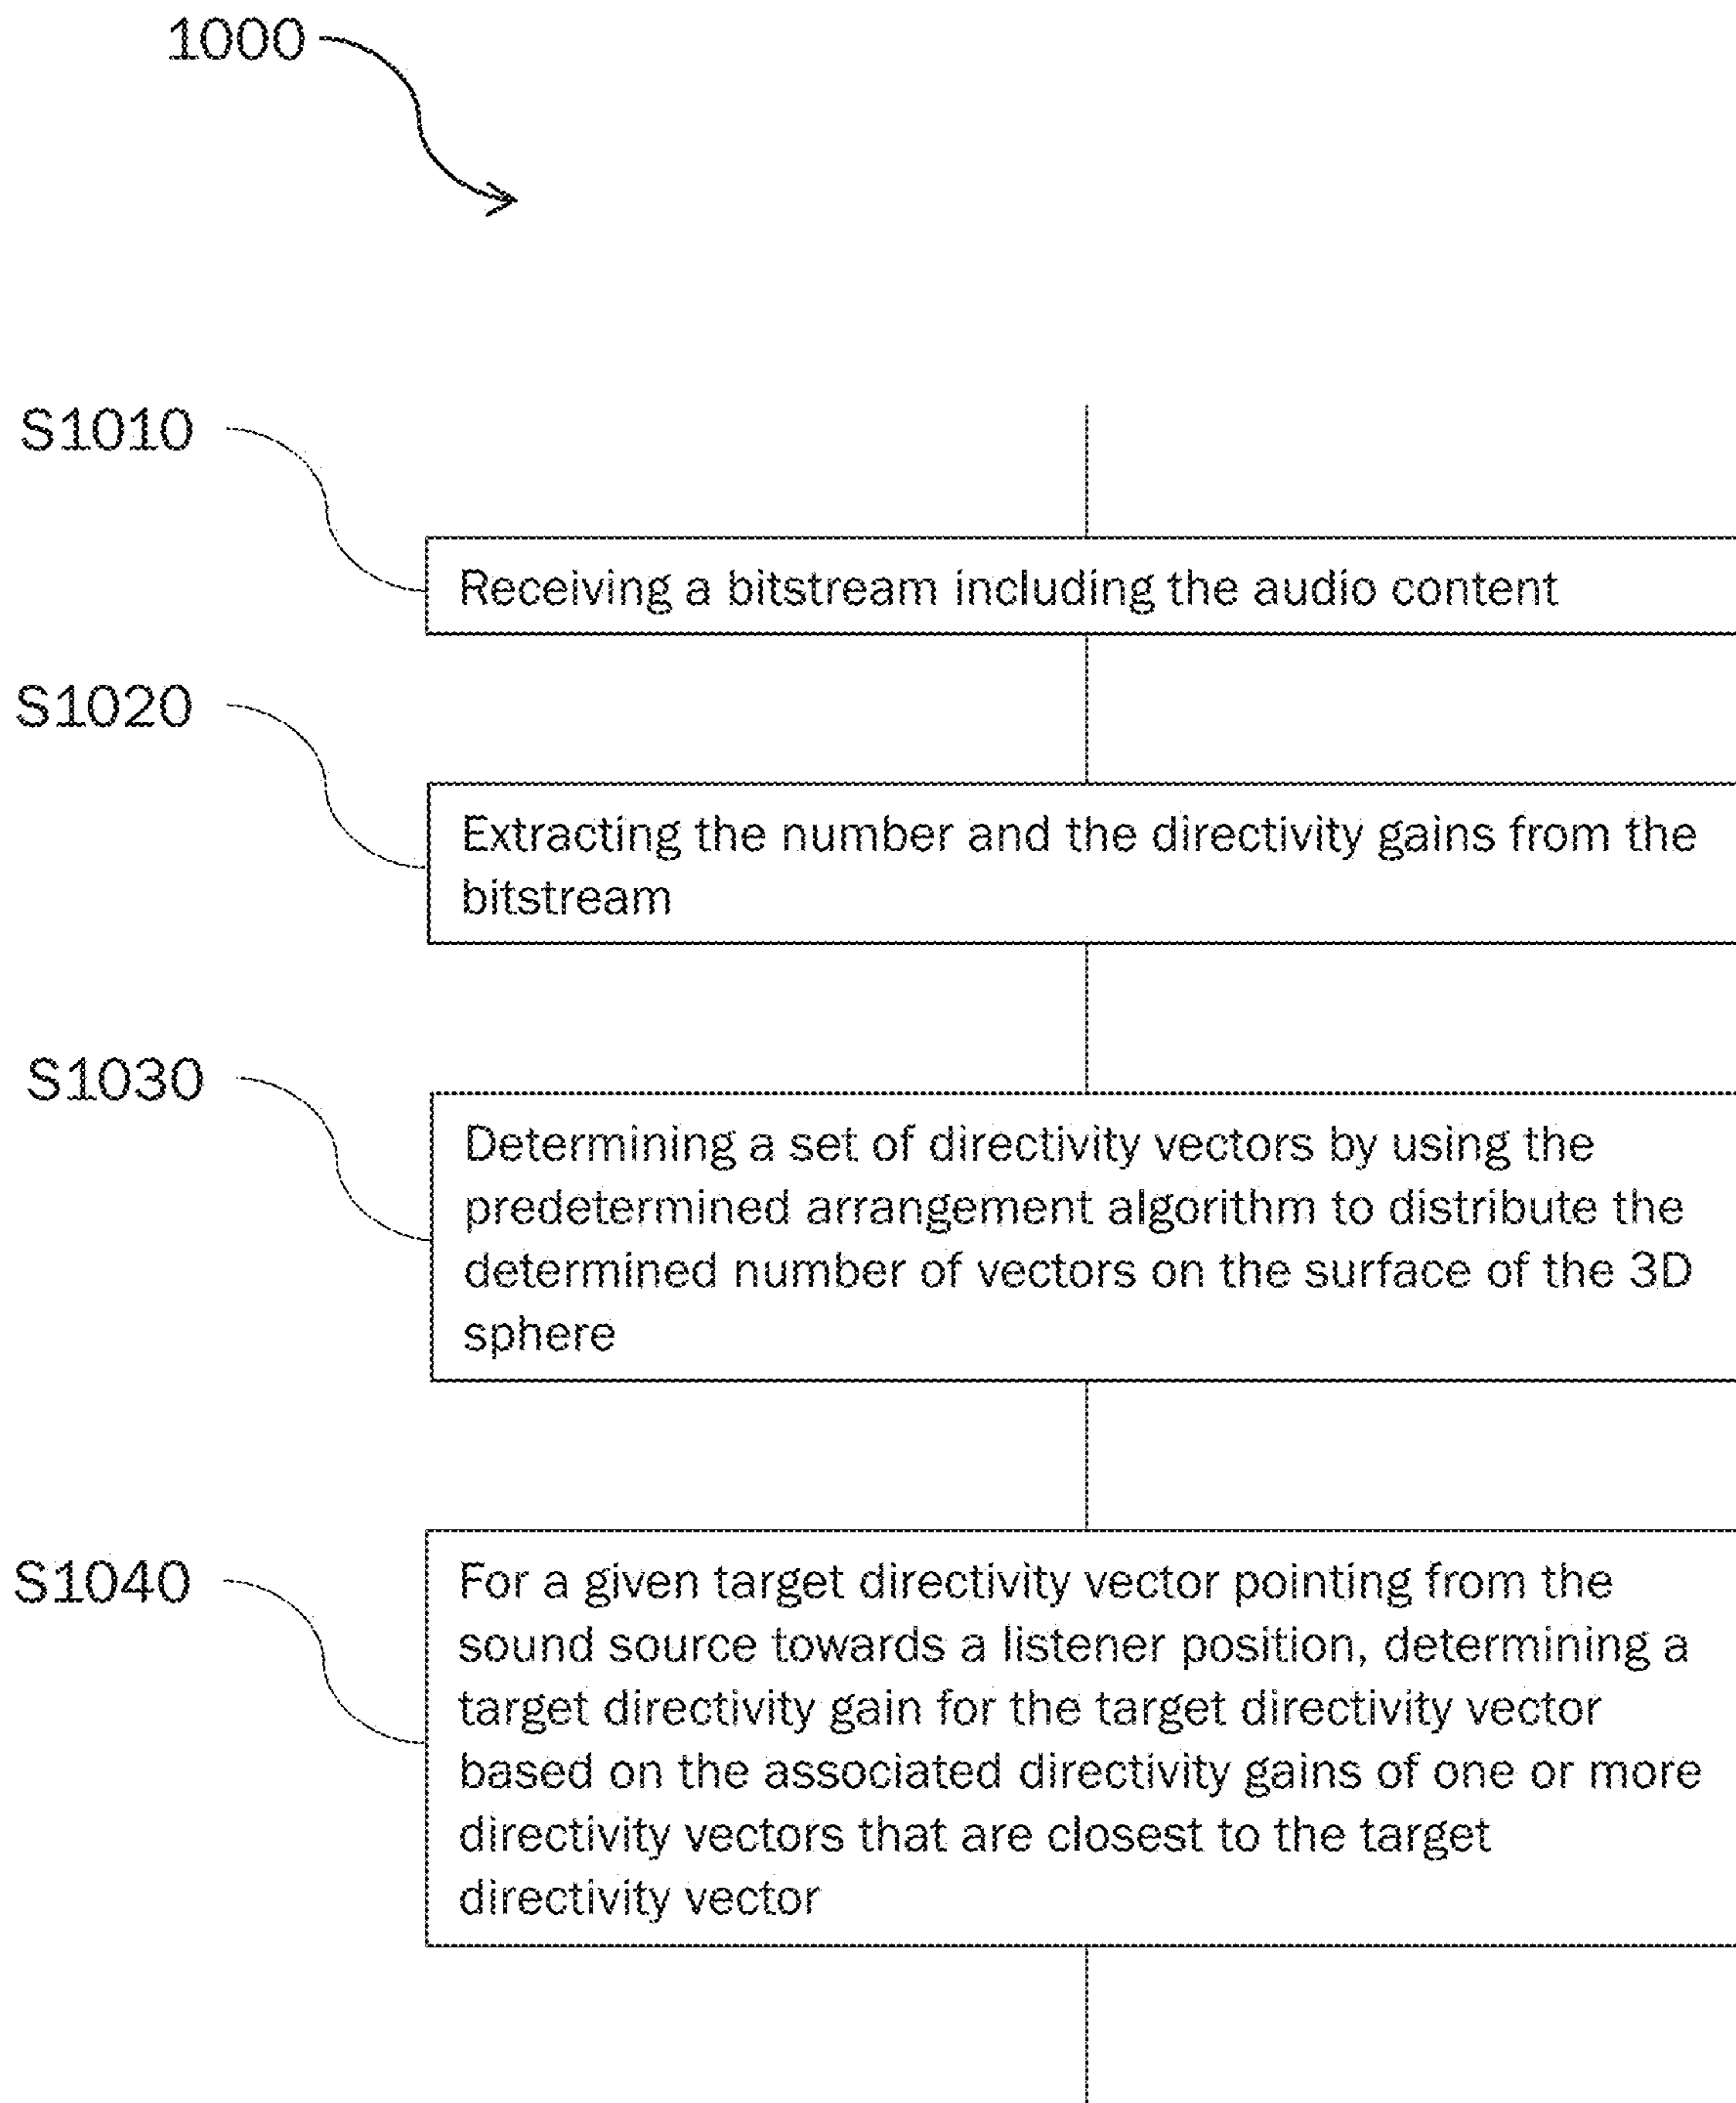 1000
S1010
Receiving a bitstream including the audio content
S1020
Extracting the number and the directivity gains from the
bitstream
S1030
Determining a set of directivity vectors by using the
predetermined arrangement algorithm to distribute the
determined number of vectors on the surface of the 3D
sphere
S1040
For a given target directivity vector pointing from the
sound source towards a listener position, determining a
target directivity gain for the target directivity vector
based on the associated directivity gains of one or more
directivity vectors that are closest to the target
directivity vector